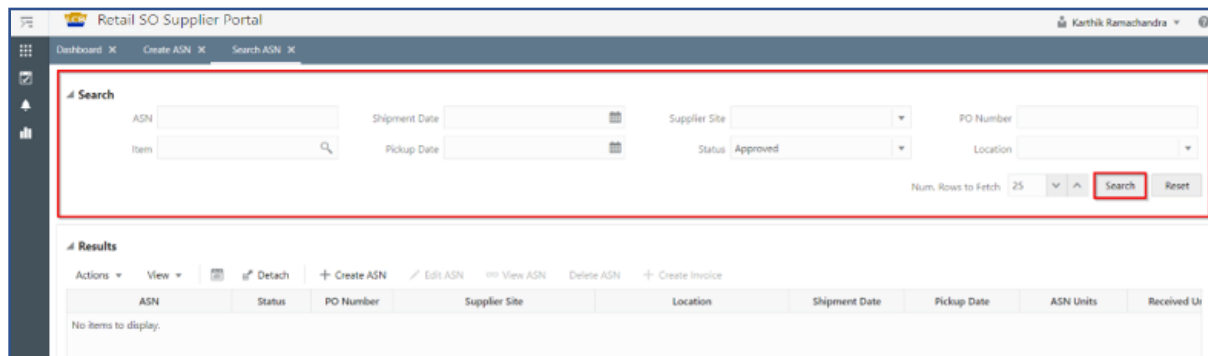 Retail SO Supplier Portal
Karthik Ramachandra
Dashboard X Create ASN X Search ASN X
Search
ASN Shipment Date Supplier Site PO Number
Item Pickup Date Status Approved Location
Num. Rows to Fetch 25 Search Reset
Results
Actions View Detach + Create ASN Edit ASN View ASN Delete ASN + Create Invoice
ASN Status PO Number Supplier Site Location Shipment Date Pickup Date ASN Units Received Un
No items to display.